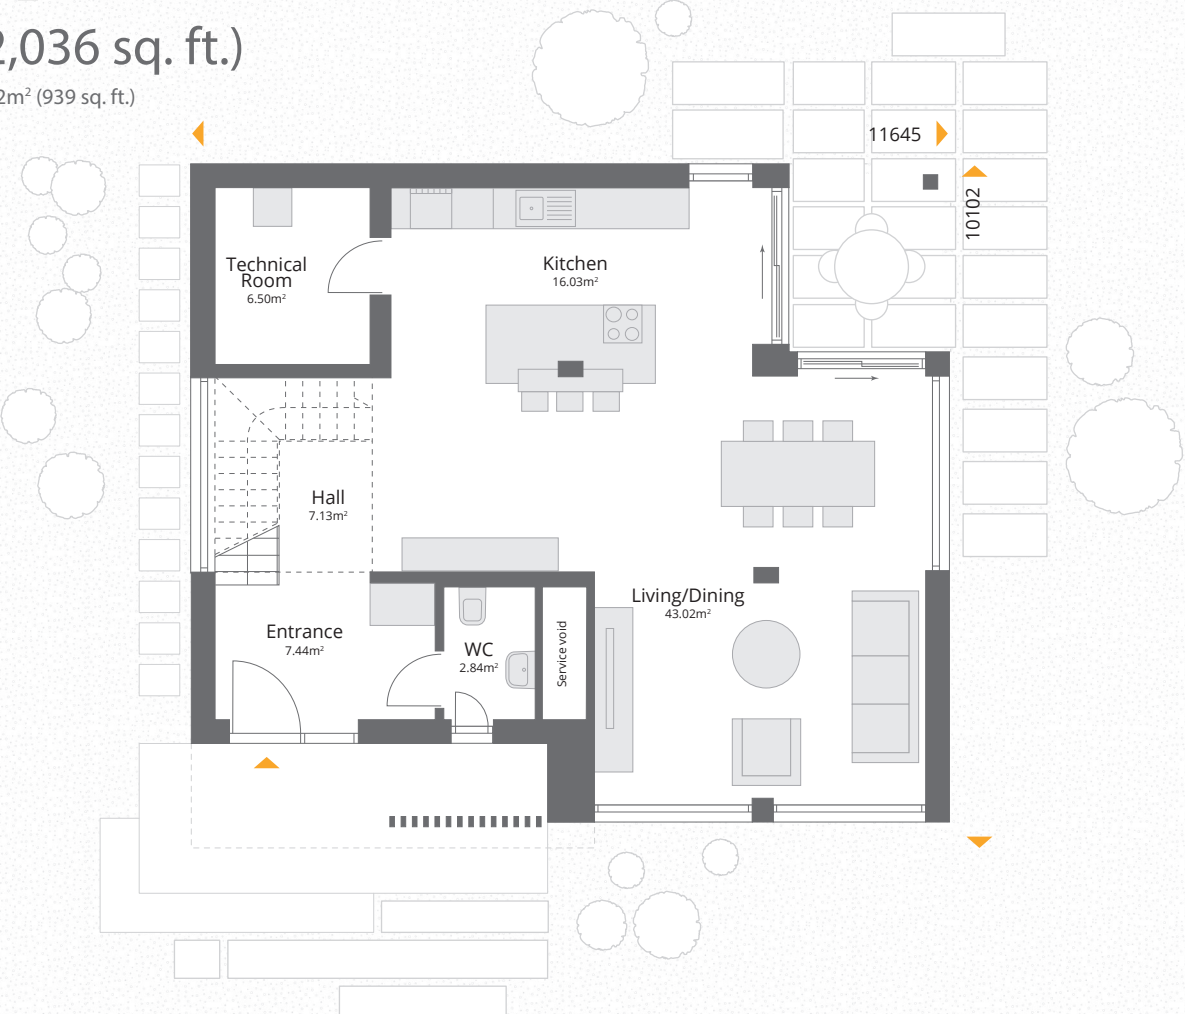 2,036 sq. ft.)
2m² (939 sq. ft.)
11645
10102
Technical
Room
6.50m²
Kitchen
16.03m²
Hall
7.13m²
Living/Dining
43.02m²
Entrance
7.44m²
WC
2.84m²
Service void